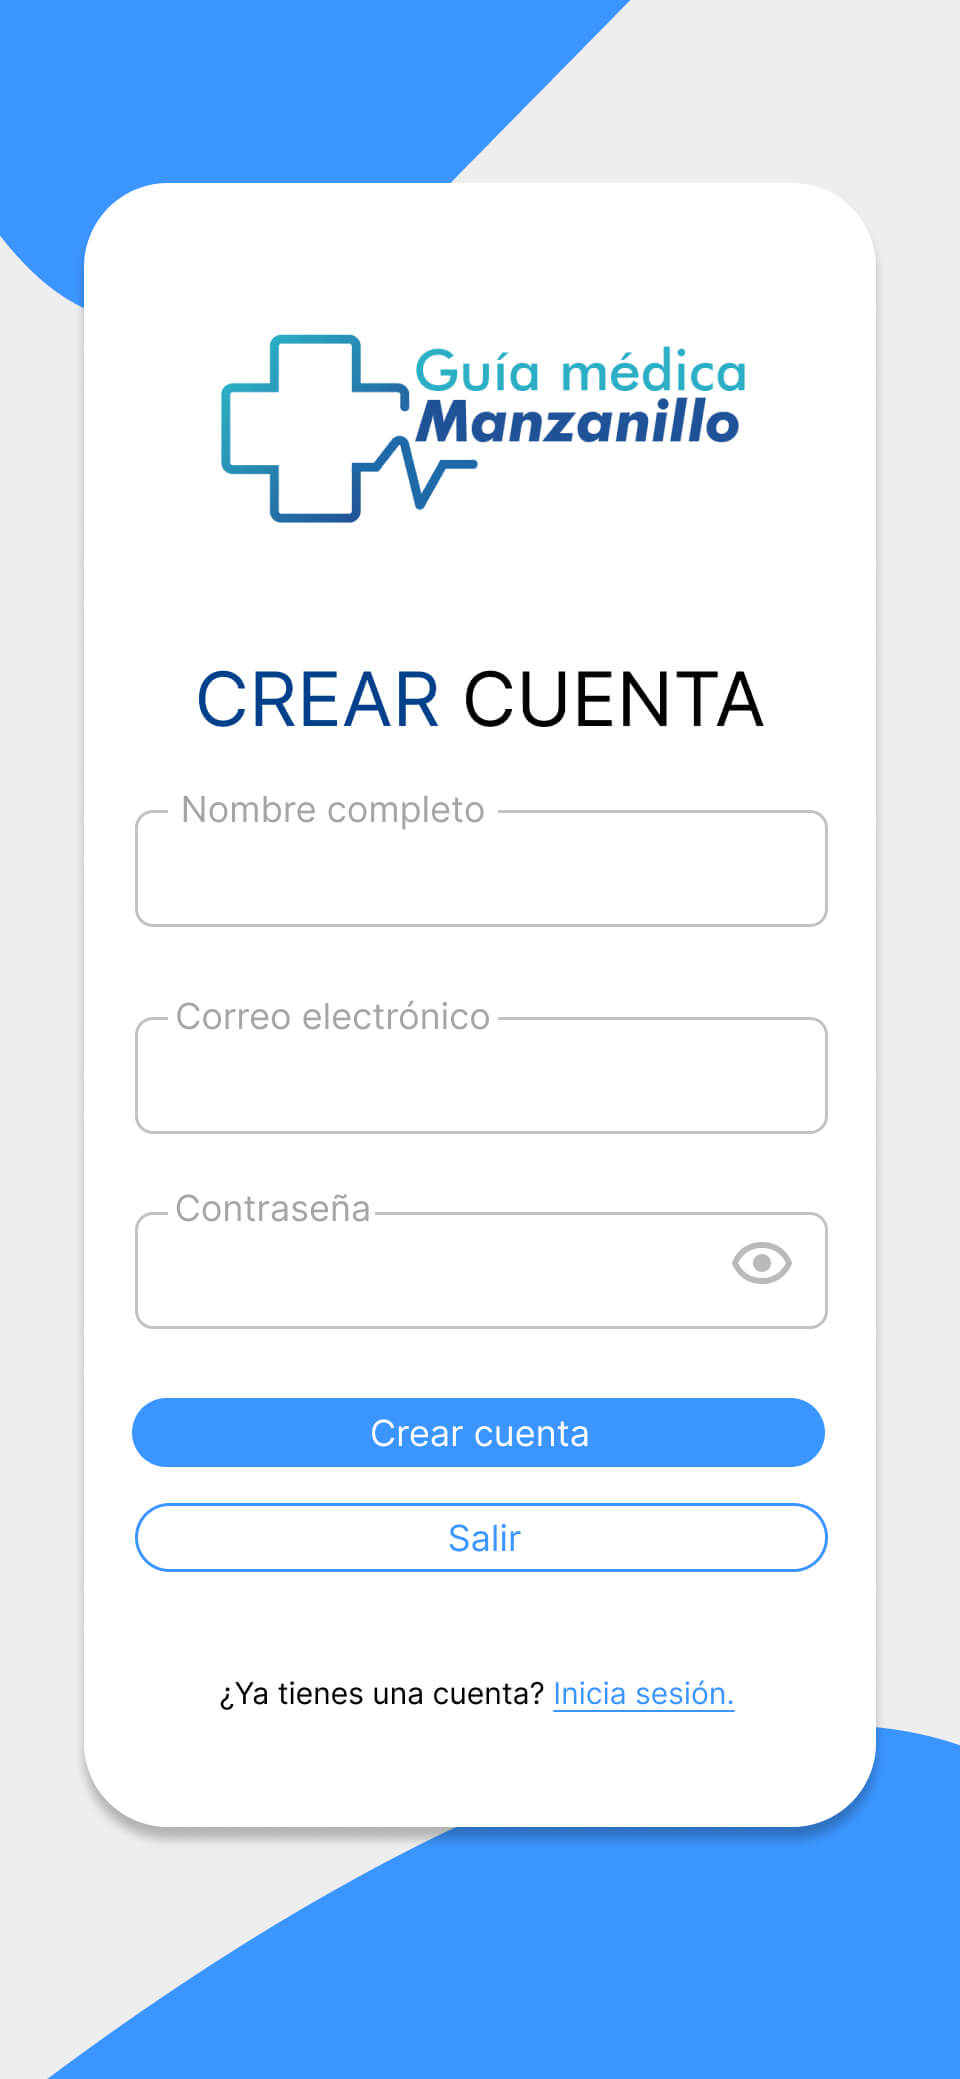 Guía médica
Manzanillo
CREAR CUENTA
Nombre completo
Correo electrónico
Contraseña
Crear cuenta
Salir
¿Ya tienes una cuenta? Inicia sesión.